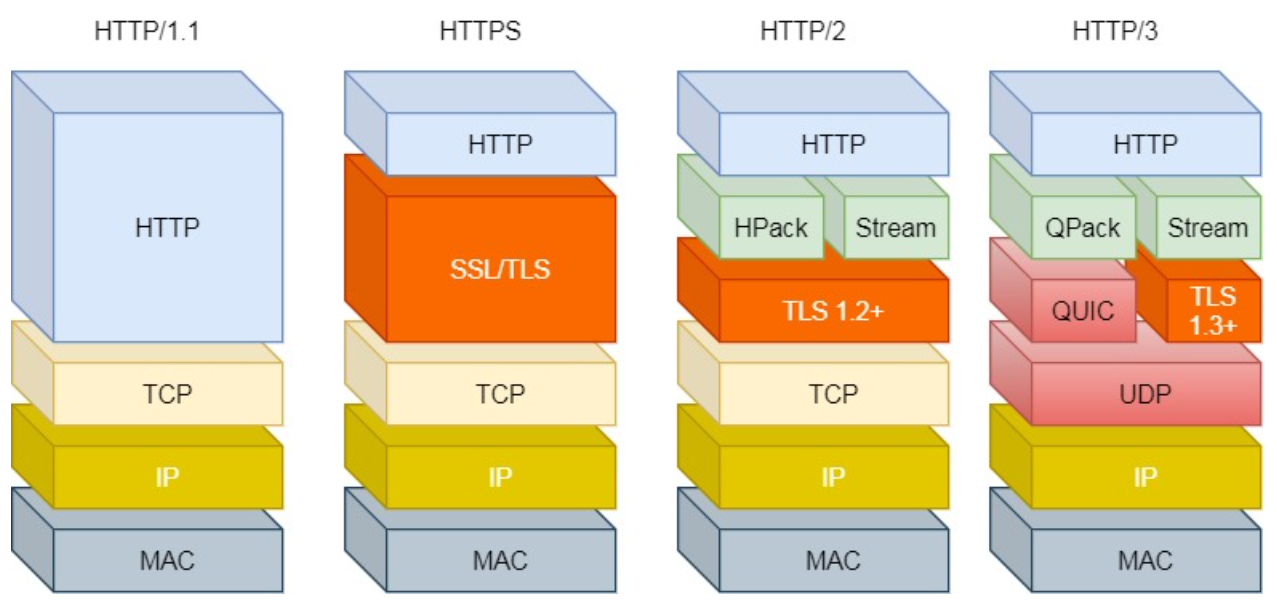 HTTP/1.1
HTTPS
HTTP/2
HTTP/3
HTTP
TCP
IP
MAC
HTTP
SSL/TLS
TCP
IP
MAC
HTTP
HPack
Stream
TLS 1.2+
TCP
IP
MAC
HTTP
QPack
Stream
QUIC
TLS
1.3+
UDP
IP
MAC